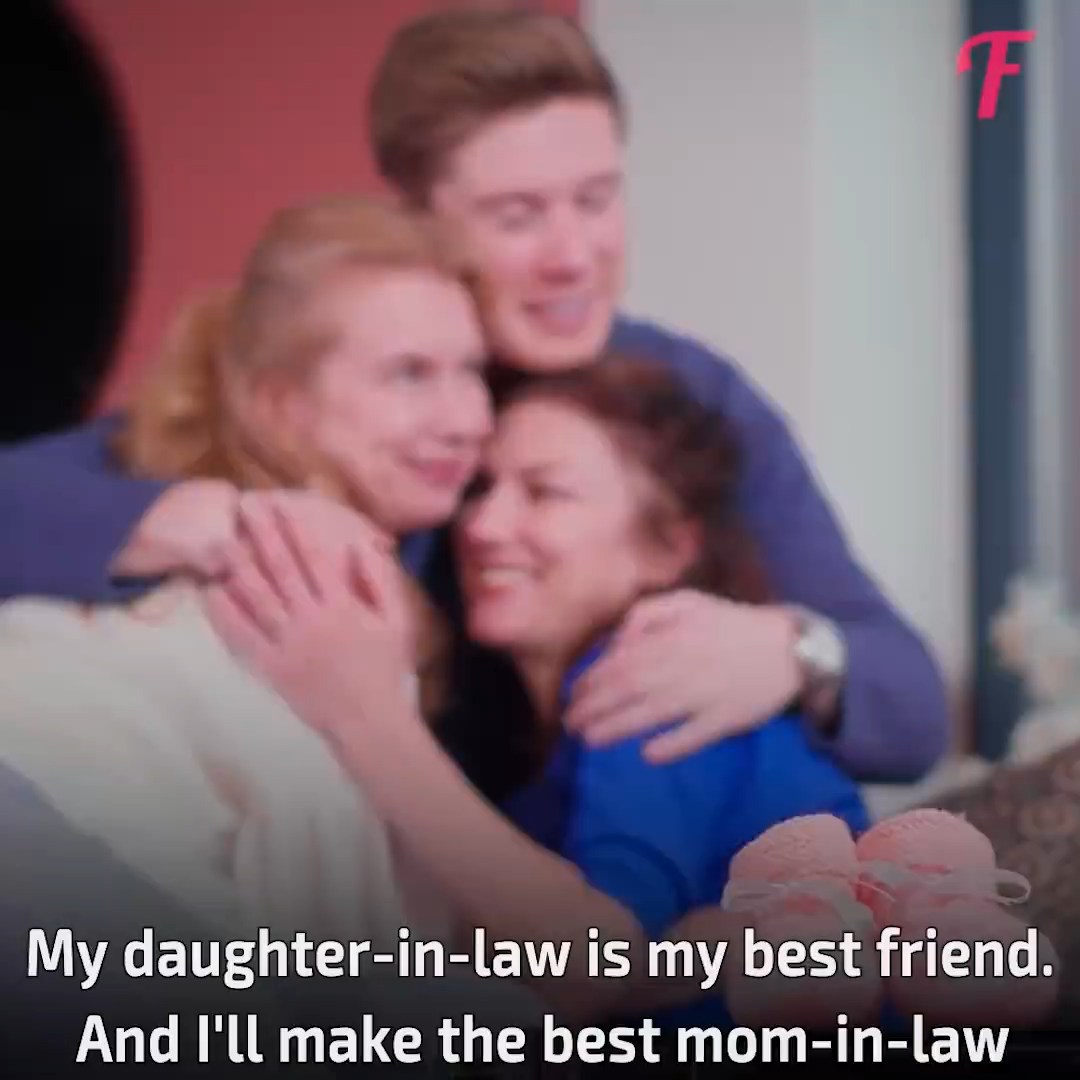 F
My daughter-in-law is my best friend.
And I'll make the best mom-in-law